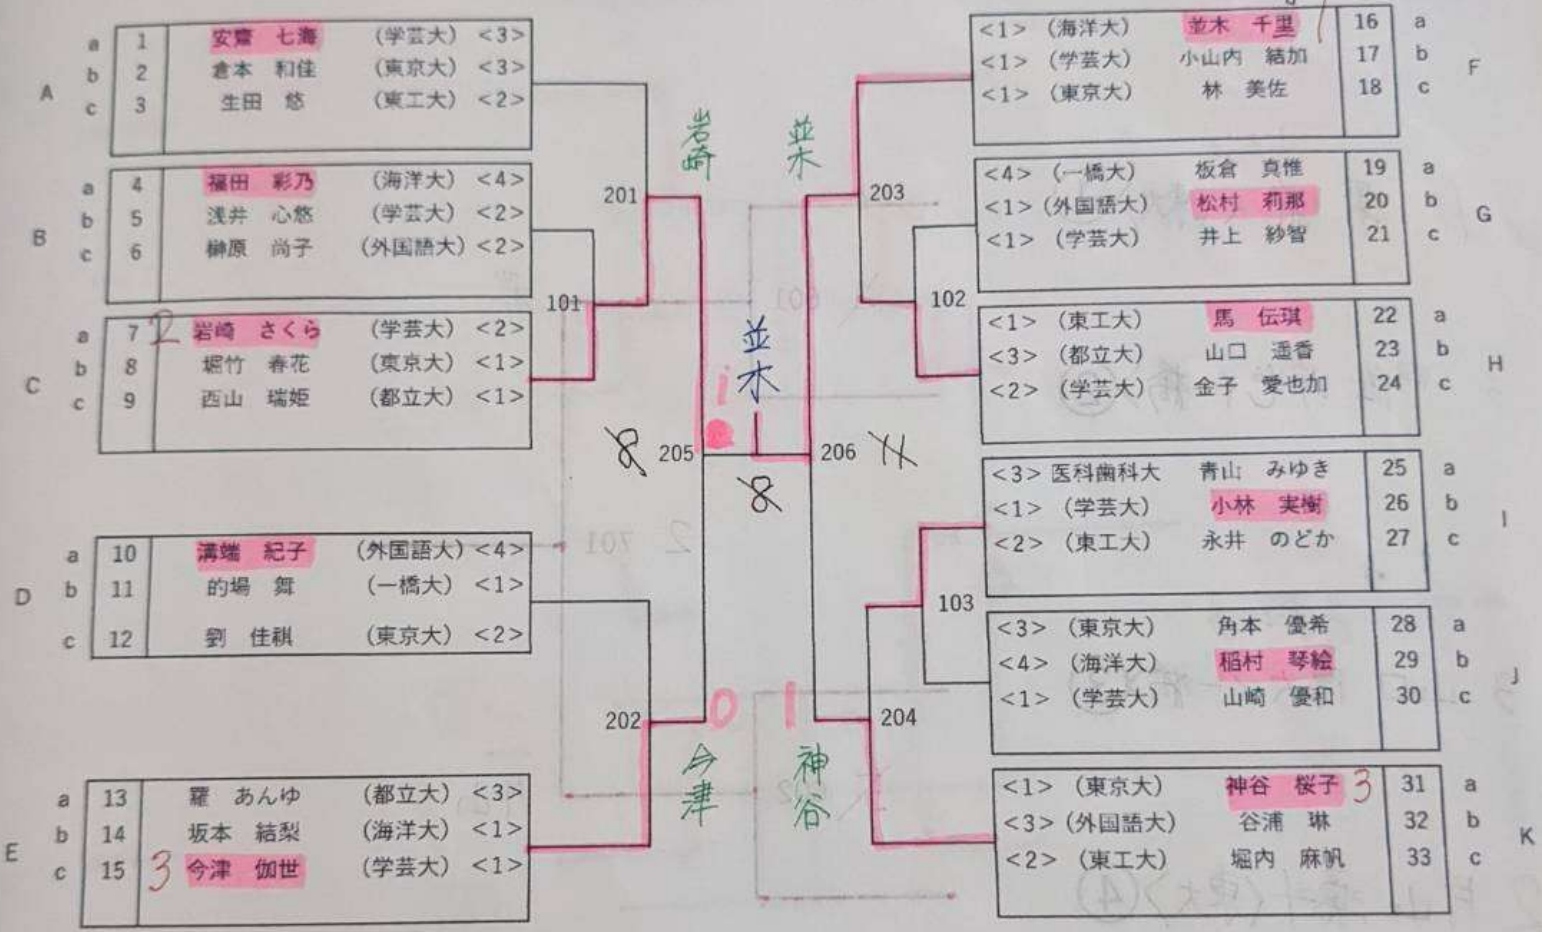 A
a 1 安齋 七海 (学芸大) <3>
b 2 倉本 和佳 (東京大) <3>
c 3 生田 悠 (東工大) <2>
B
a 4 福田 彩乃 (海洋大) <4>
b 5 浅井 心悠 (学芸大) <2>
c 6 榊原 尚子 (外国語大) <2>
C
a 7 2 岩崎 さくら (学芸大) <2>
b 8 堀竹 春花 (東京大) <1>
c 9 西山 瑞姫 (都立大) <1>
D
a 10 溝端 紀子 (外国語大) <4>
b 11 的場 舞 (一橋大) <1>
c 12 劉 佳祺 (東京大) <2>
E
a 13 羅 あんゆ (都立大) <3>
b 14 坂本 結梨 (海洋大) <1>
c 15 3 今津 伽世 (学芸大) <1>
201
101
202
岩崎
並木
並木
205
206
8
8
11
i
0
1
今津
神谷
203
102
103
204
F
<1> (海洋大) 並木 千里 1 16 a
<1> (学芸大) 小山内 結加 17 b
<1> (東京大) 林 美佐 18 c
G
<4> (一橋大) 板倉 真惟 19 a
<1> (外国語大) 松村 莉那 20 b
<1> (学芸大) 井上 紗智 21 c
H
<1> (東工大) 馬 伝琪 22 a
<3> (都立大) 山口 遥香 23 b
<2> (学芸大) 金子 愛也加 24 c
I
<3> 医科歯科大 青山 みゆき 25 a
<1> (学芸大) 小林 実樹 26 b
<2> (東工大) 永井 のどか 27 c
J
<3> (東京大) 角本 優希 28 a
<4> (海洋大) 稲村 琴絵 29 b
<1> (学芸大) 山崎 優和 30 c
K
<1> (東京大) 神谷 桜子 3 31 a
<3> (外国語大) 谷浦 琳 32 b
<2> (東工大) 堀内 麻帆 33 c